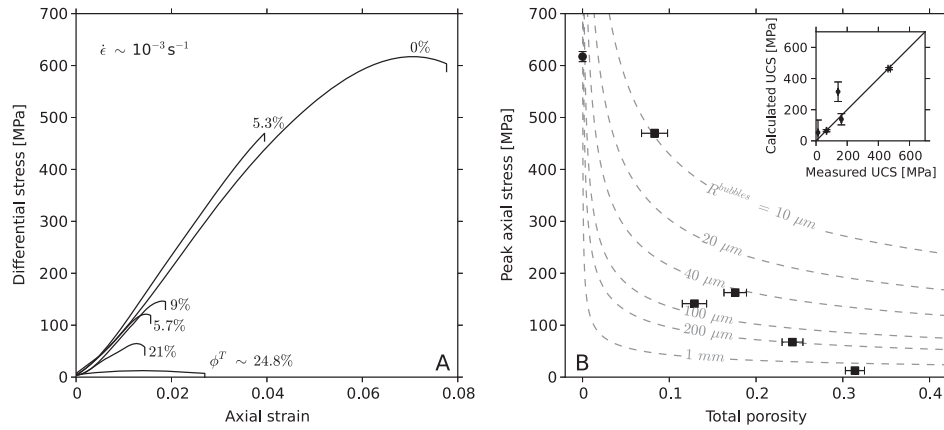 700
600
500
400
300
200
100
0
Differential stress [MPa]
ε̇ ∼ 10⁻³ s⁻¹
0%
5.3%
9%
5.7%
21%
ϕᵀ ∼ 24.8%
A
0
0.02
0.04
0.06
0.08
Axial strain
700
600
500
400
300
200
100
0
Peak axial stress [MPa]
R^bubbles = 10 μm
20 μm
40 μm
100 μm
200 μm
1 mm
B
0
0.1
0.2
0.3
0.4
Total porosity
600
400
200
0
Calculated UCS [MPa]
0
200
400
600
Measured UCS [MPa]